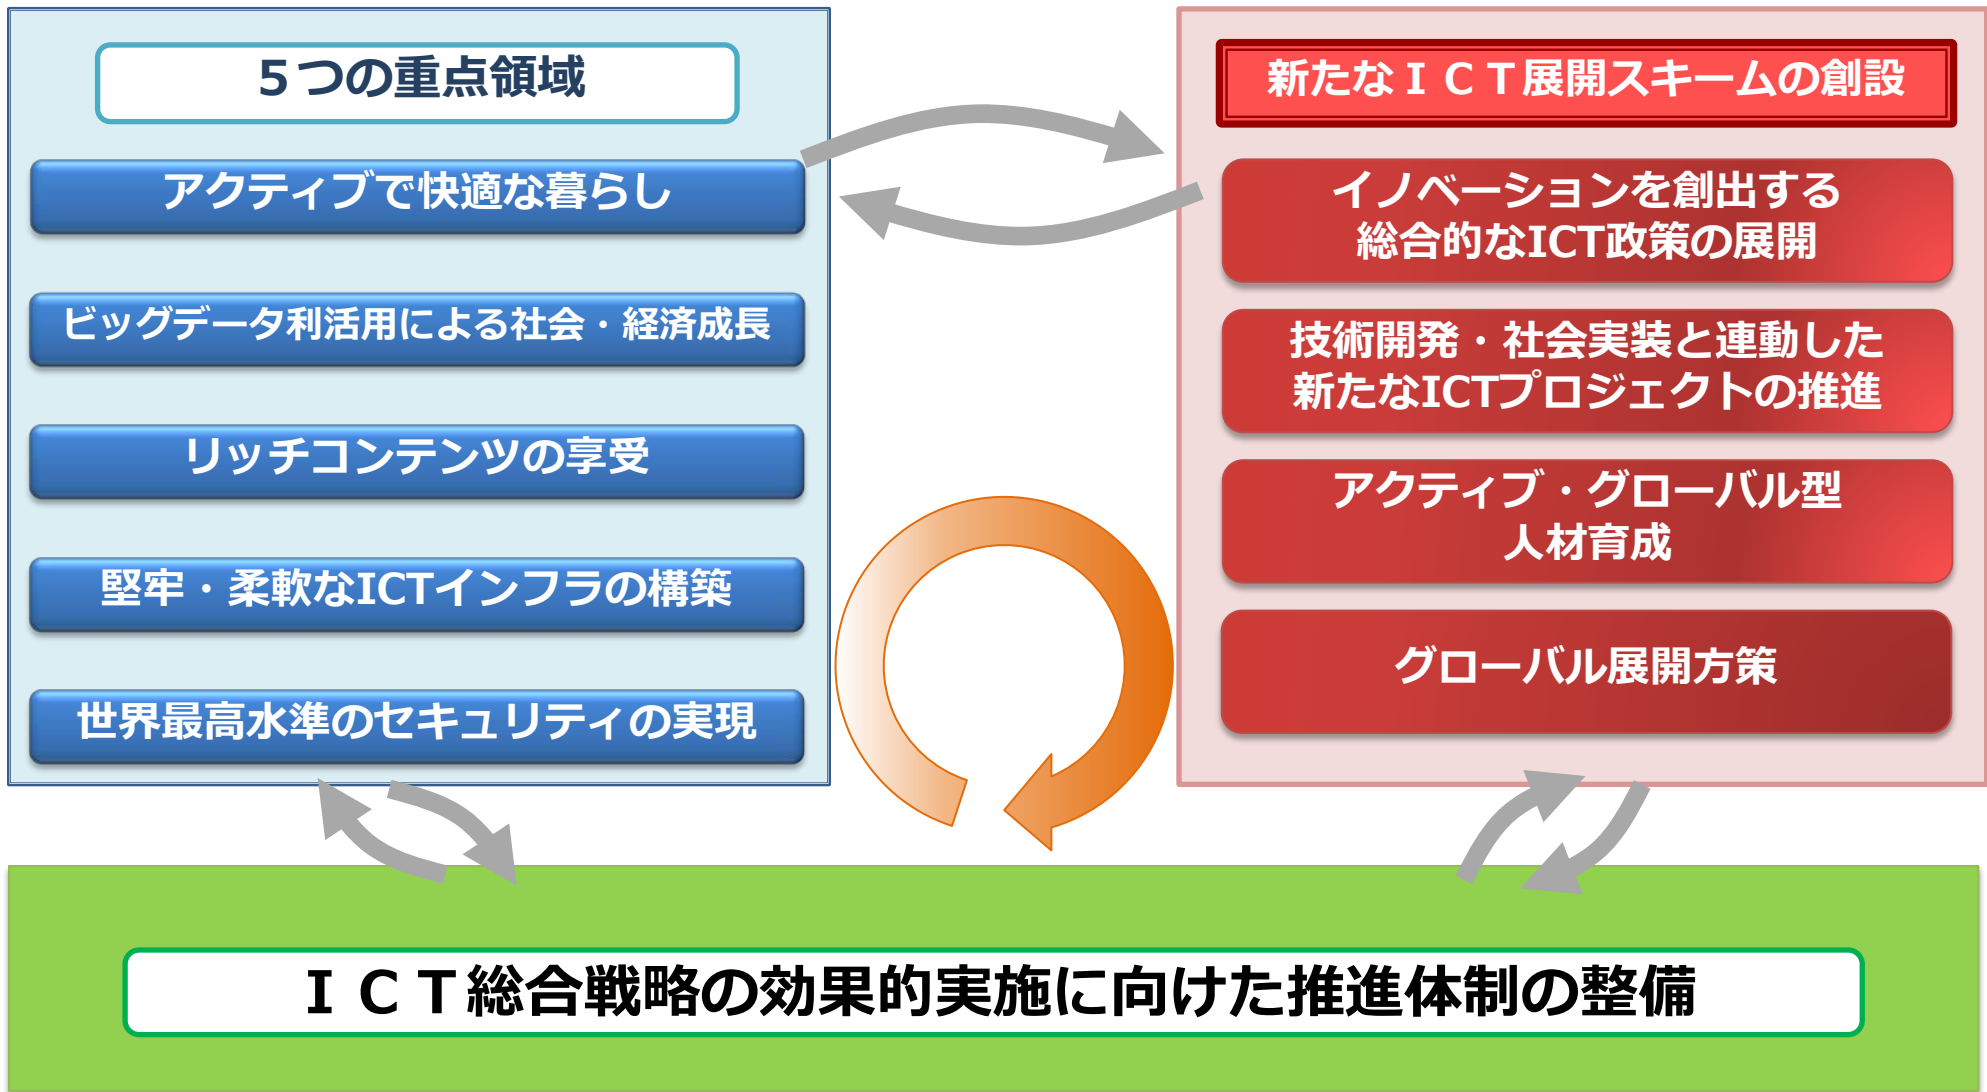 ５つの重点領域
アクティブで快適な暮らし
ビッグデータ利活用による社会・経済成長
リッチコンテンツの享受
堅牢・柔軟なICTインフラの構築
世界最高水準のセキュリティの実現
新たなＩＣＴ展開スキームの創設
イノベーションを創出する
総合的なICT政策の展開
技術開発・社会実装と連動した
新たなICTプロジェクトの推進
アクティブ・グローバル型
人材育成
グローバル展開方策
ＩＣＴ総合戦略の効果的実施に向けた推進体制の整備